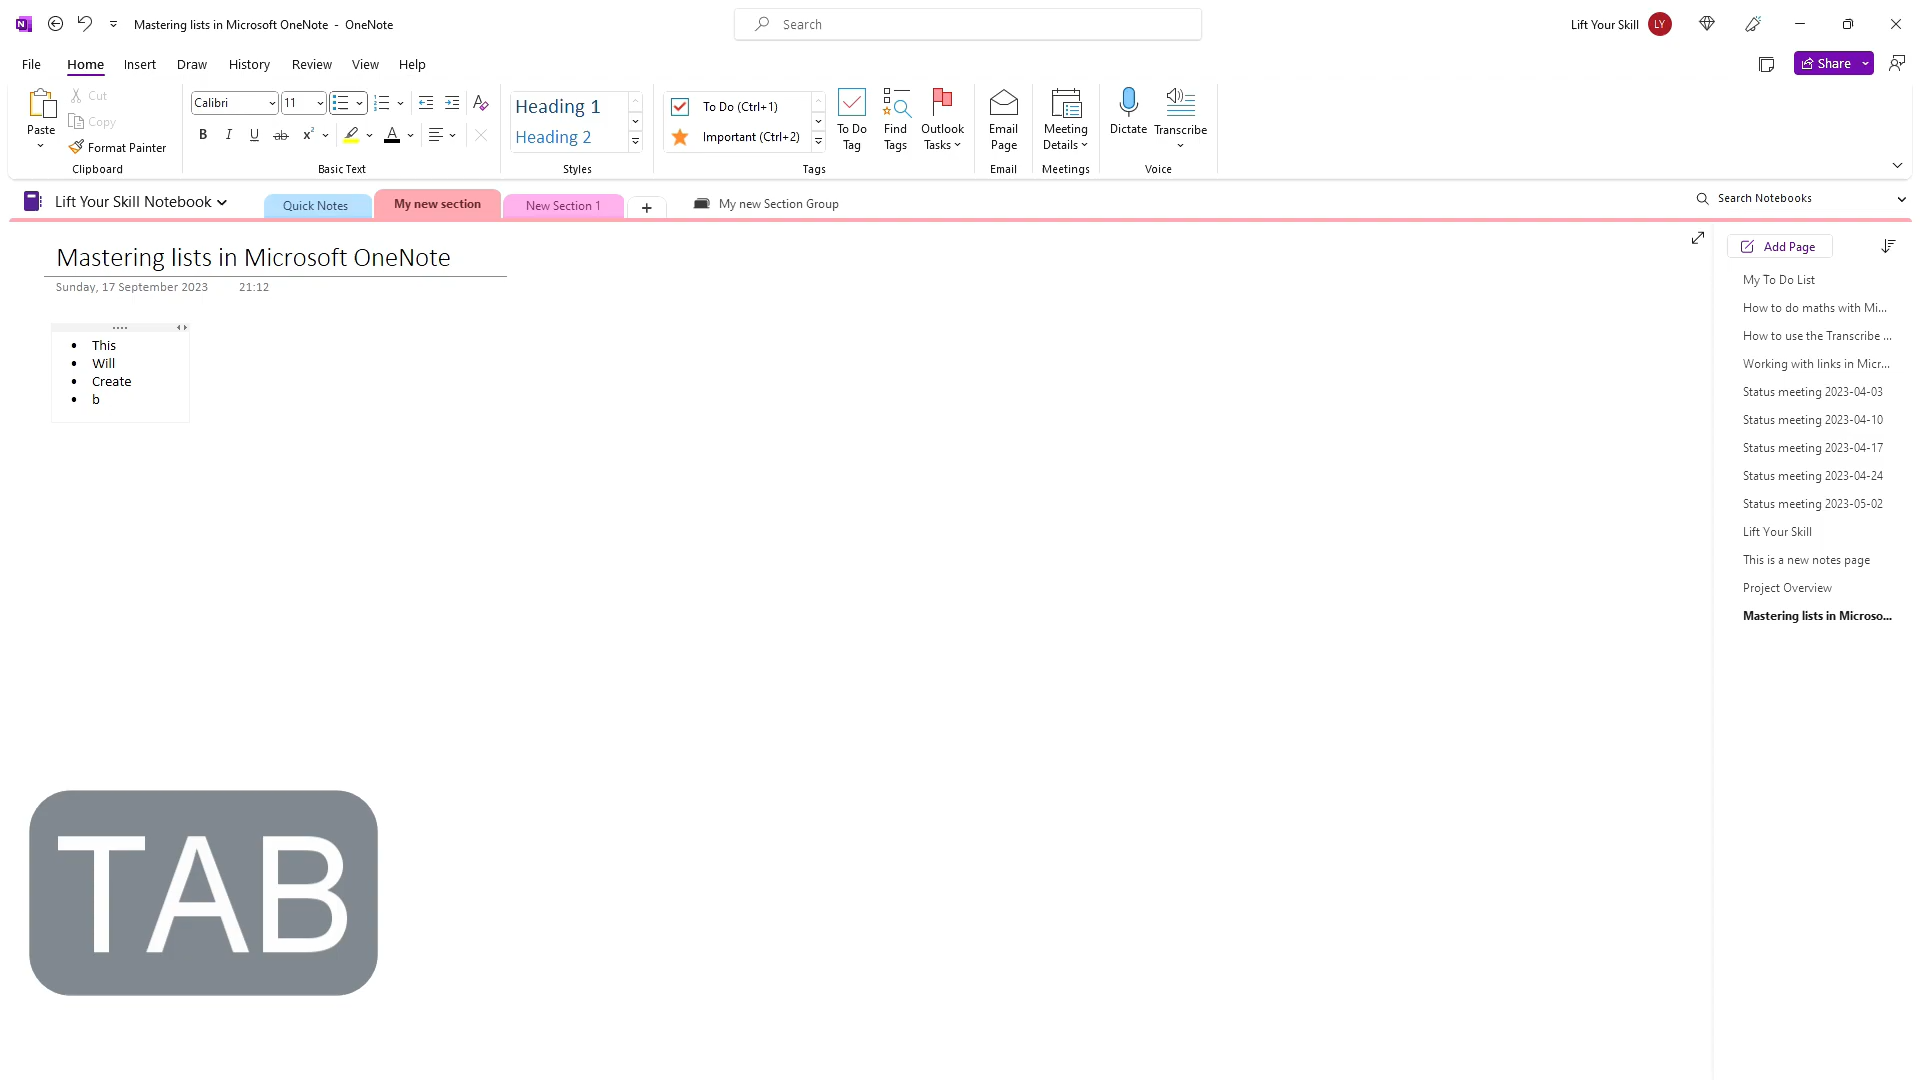 Mastering lists in Microsoft OneNote - OneNote
Search
Lift Your Skill
LY
File
Home
Insert
Draw
History
Review
View
Help
Share
Paste
Cut
Copy
Format Painter
Clipboard
Calibri
11
B
I
U
ab
x²
A
Basic Text
Heading 1
Heading 2
Styles
To Do (Ctrl+1)
Important (Ctrl+2)
Tags
To Do
Tag
Find
Tags
Outlook
Tasks
Email
Page
Email
Meeting
Details
Meetings
Dictate
Transcribe
Voice
Lift Your Skill Notebook
Quick Notes
My new section
New Section 1
+
My new Section Group
Search Notebooks
Mastering lists in Microsoft OneNote
Sunday, 17 September 2023 21:12
• This
• Will
• Create
• b
Add Page
My To Do List
How to do maths with Mi...
How to use the Transcribe ...
Working with links in Micr...
Status meeting 2023-04-03
Status meeting 2023-04-10
Status meeting 2023-04-17
Status meeting 2023-04-24
Status meeting 2023-05-02
Lift Your Skill
This is a new notes page
Project Overview
Mastering lists in Microso...
TAB